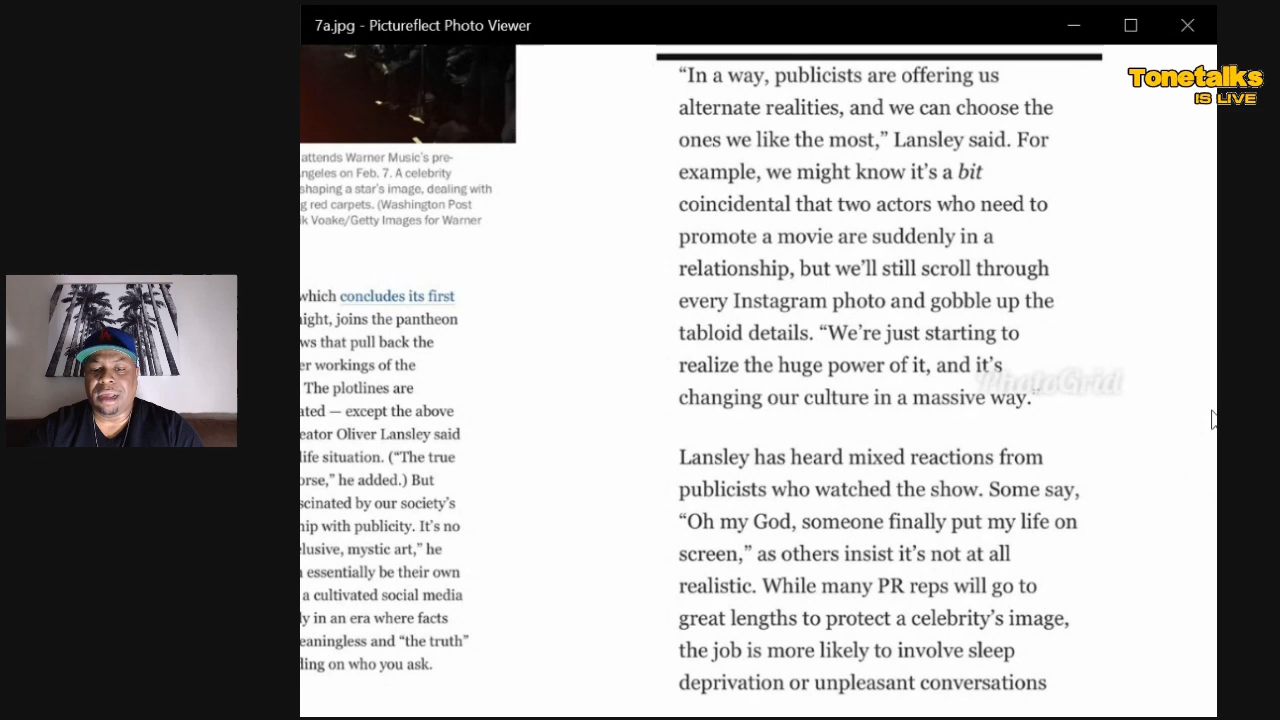 7a.jpg - Pictureflect Photo Viewer
Tonetalks
IS LIVE
attends Warner Music's pre-
ngeles on Feb. 7. A celebrity
shaping a star's image, dealing with
g red carpets. (Washington Post
k Voake/Getty Images for Warner
which concludes its first
ight, joins the pantheon
ws that pull back the
er workings of the
The plotlines are
ated — except the above
eator Oliver Lansley said
life situation. (“The true
orse,” he added.) But
scinated by our society's
hip with publicity. It's no
elusive, mystic art,” he
n essentially be their own
a cultivated social media
ly in an era where facts
eaningless and “the truth”
ding on who you ask.
“In a way, publicists are offering us
alternate realities, and we can choose the
ones we like the most,” Lansley said. For
example, we might know it's a bit
coincidental that two actors who need to
promote a movie are suddenly in a
relationship, but we'll still scroll through
every Instagram photo and gobble up the
tabloid details. “We're just starting to
realize the huge power of it, and it's
changing our culture in a massive way.”
PhotoGrid
Lansley has heard mixed reactions from
publicists who watched the show. Some say,
“Oh my God, someone finally put my life on
screen,” as others insist it's not at all
realistic. While many PR reps will go to
great lengths to protect a celebrity's image,
the job is more likely to involve sleep
deprivation or unpleasant conversations